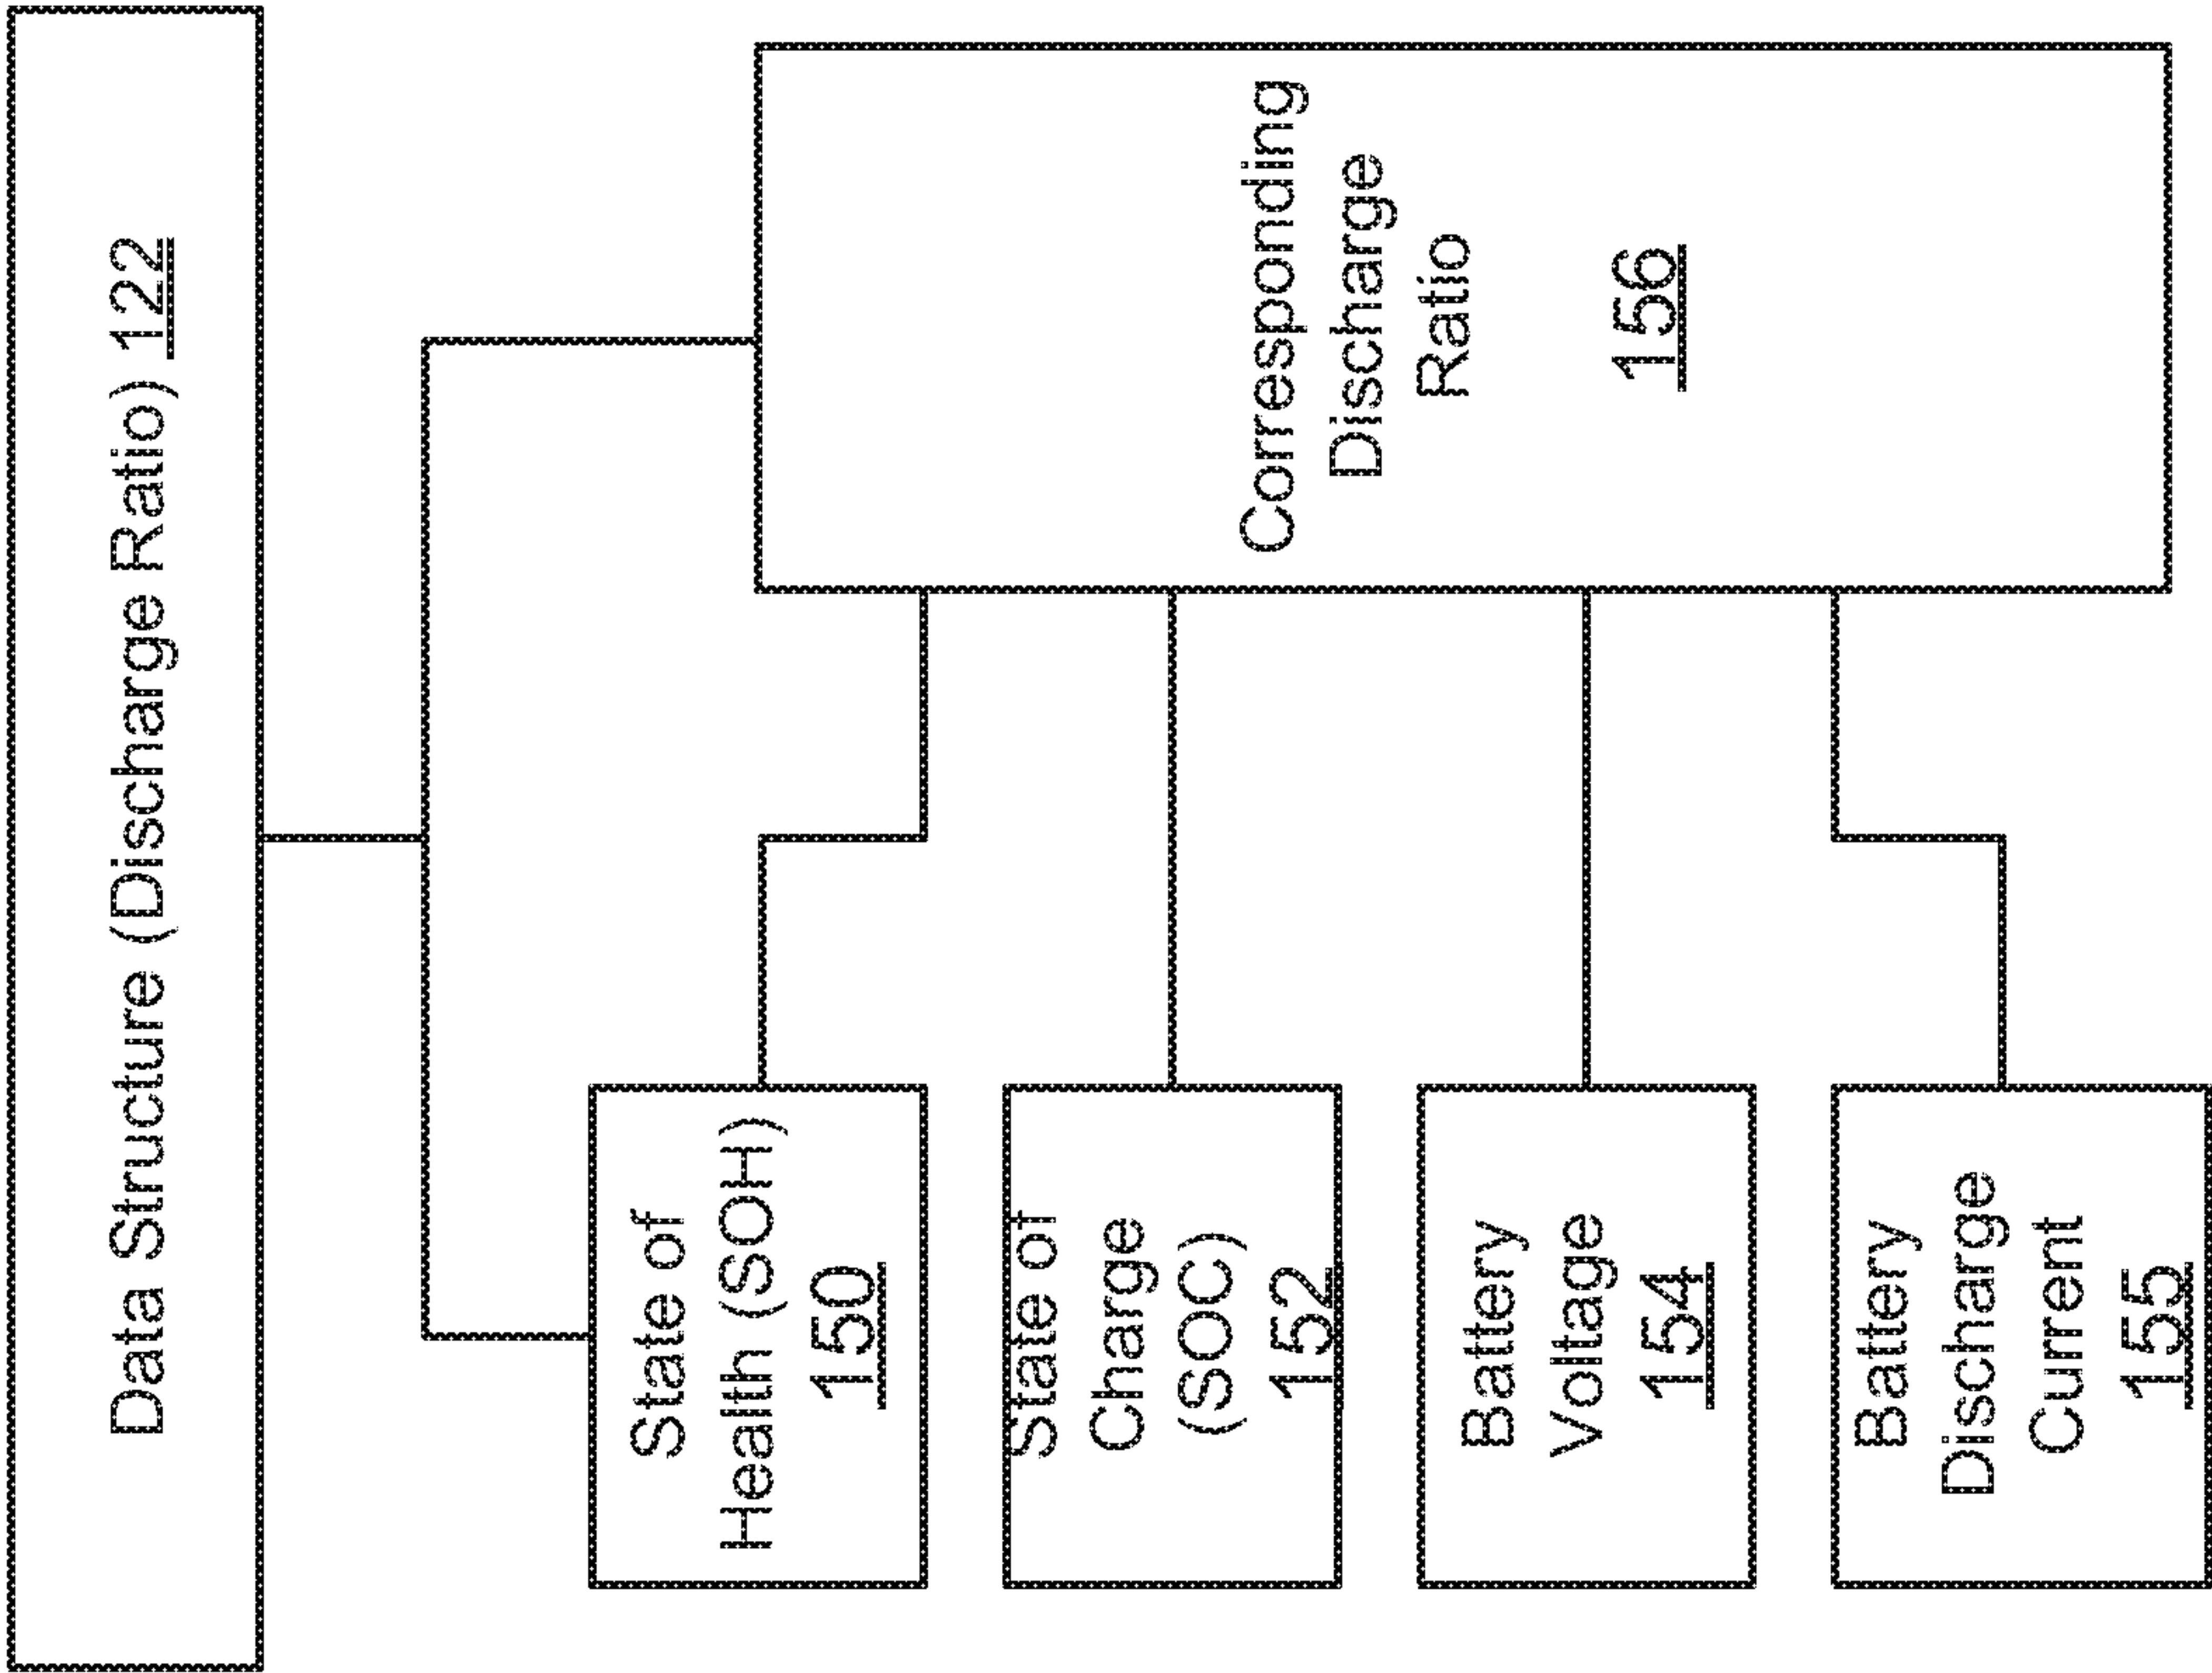 Data Structure (Discharge Ratio) 122
State of
Health (SOH)
150
State of
Charge
(SOC)
152
Battery
Voltage
154
Battery
Discharge
Current
155
Corresponding
Discharge
Ratio
156